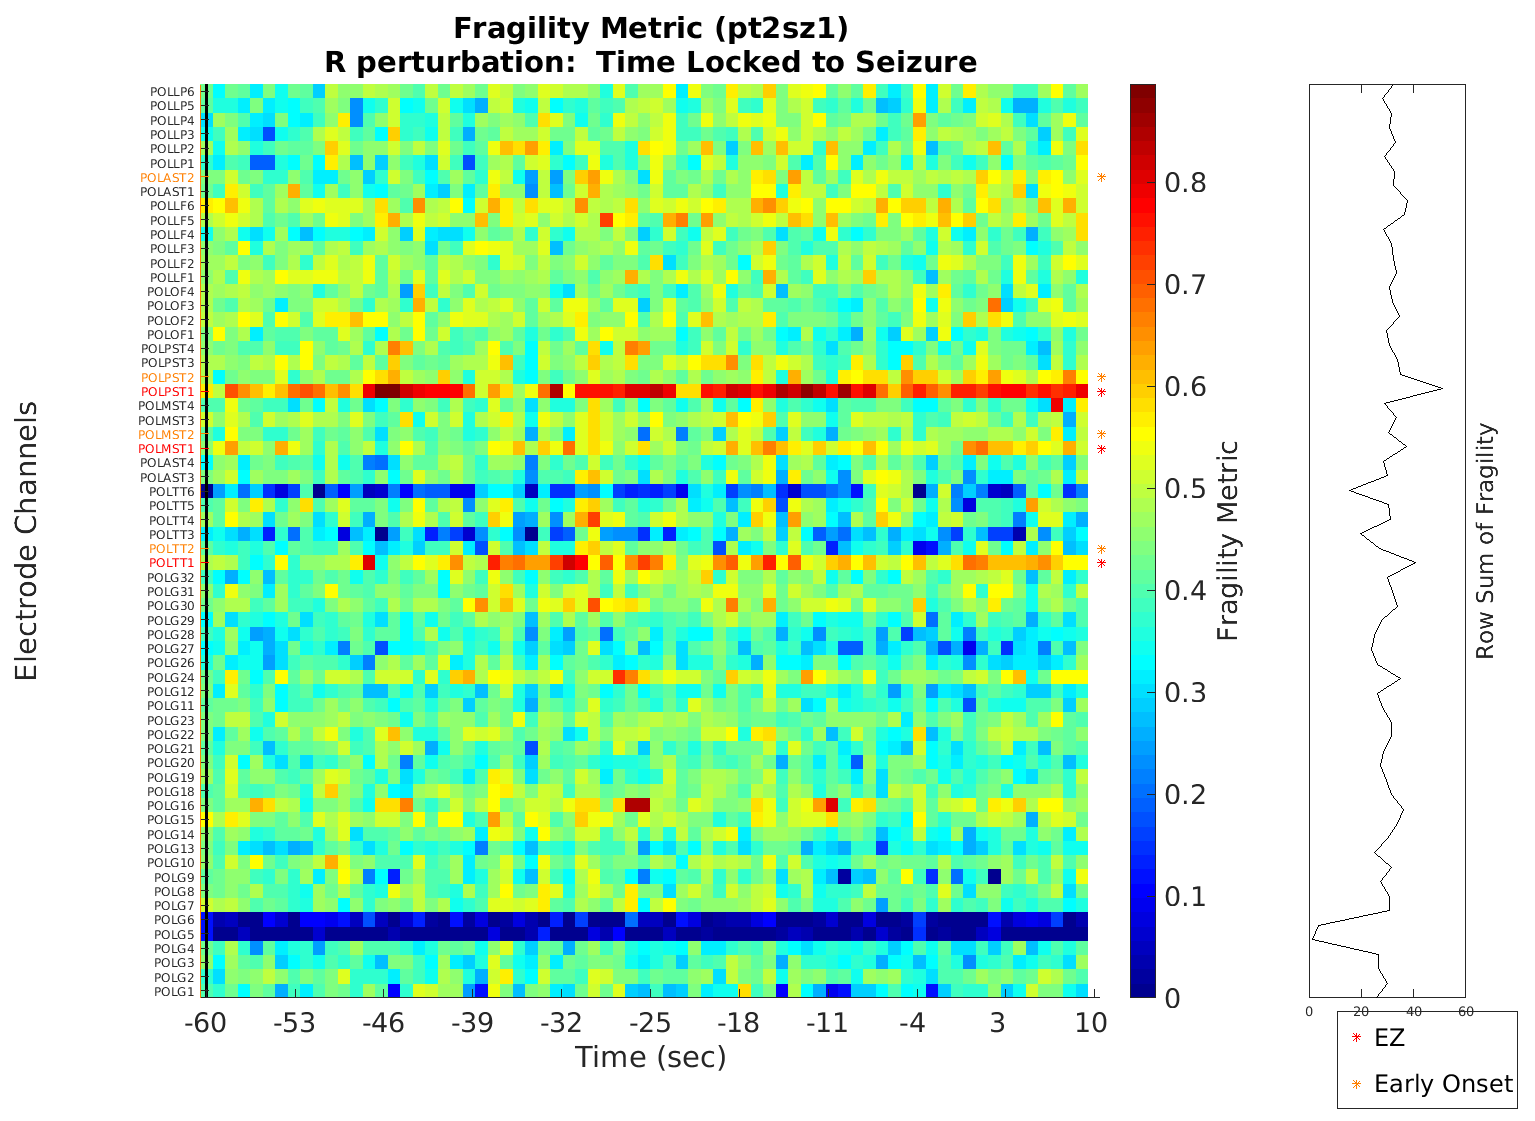 Fragility Metric (pt2sz1)
R perturbation: Time Locked to Seizure
Electrode Channels
POLLP6
POLLP5
POLLP4
POLLP3
POLLP2
POLLP1
POLAST2
POLAST1
POLLF6
POLLF5
POLLF4
POLLF3
POLLF2
POLLF1
POLOF4
POLOF3
POLOF2
POLOF1
POLPST4
POLPST3
POLPST2
POLPST1
POLMST4
POLMST3
POLMST2
POLMST1
POLAST4
POLAST3
POLTT6
POLTT5
POLTT4
POLTT3
POLTT2
POLTT1
POLG32
POLG31
POLG30
POLG29
POLG28
POLG27
POLG26
POLG24
POLG12
POLG11
POLG23
POLG22
POLG21
POLG20
POLG19
POLG18
POLG16
POLG15
POLG14
POLG13
POLG10
POLG9
POLG8
POLG7
POLG6
POLG5
POLG4
POLG3
POLG2
POLG1
-60 -53 -46 -39 -32 -25 -18 -11 -4 3 10
Time (sec)
0.8
0.7
0.6
0.5
0.4
0.3
0.2
0.1
0
Fragility Metric
0 20 40 60
Row Sum of Fragility
EZ
Early Onset